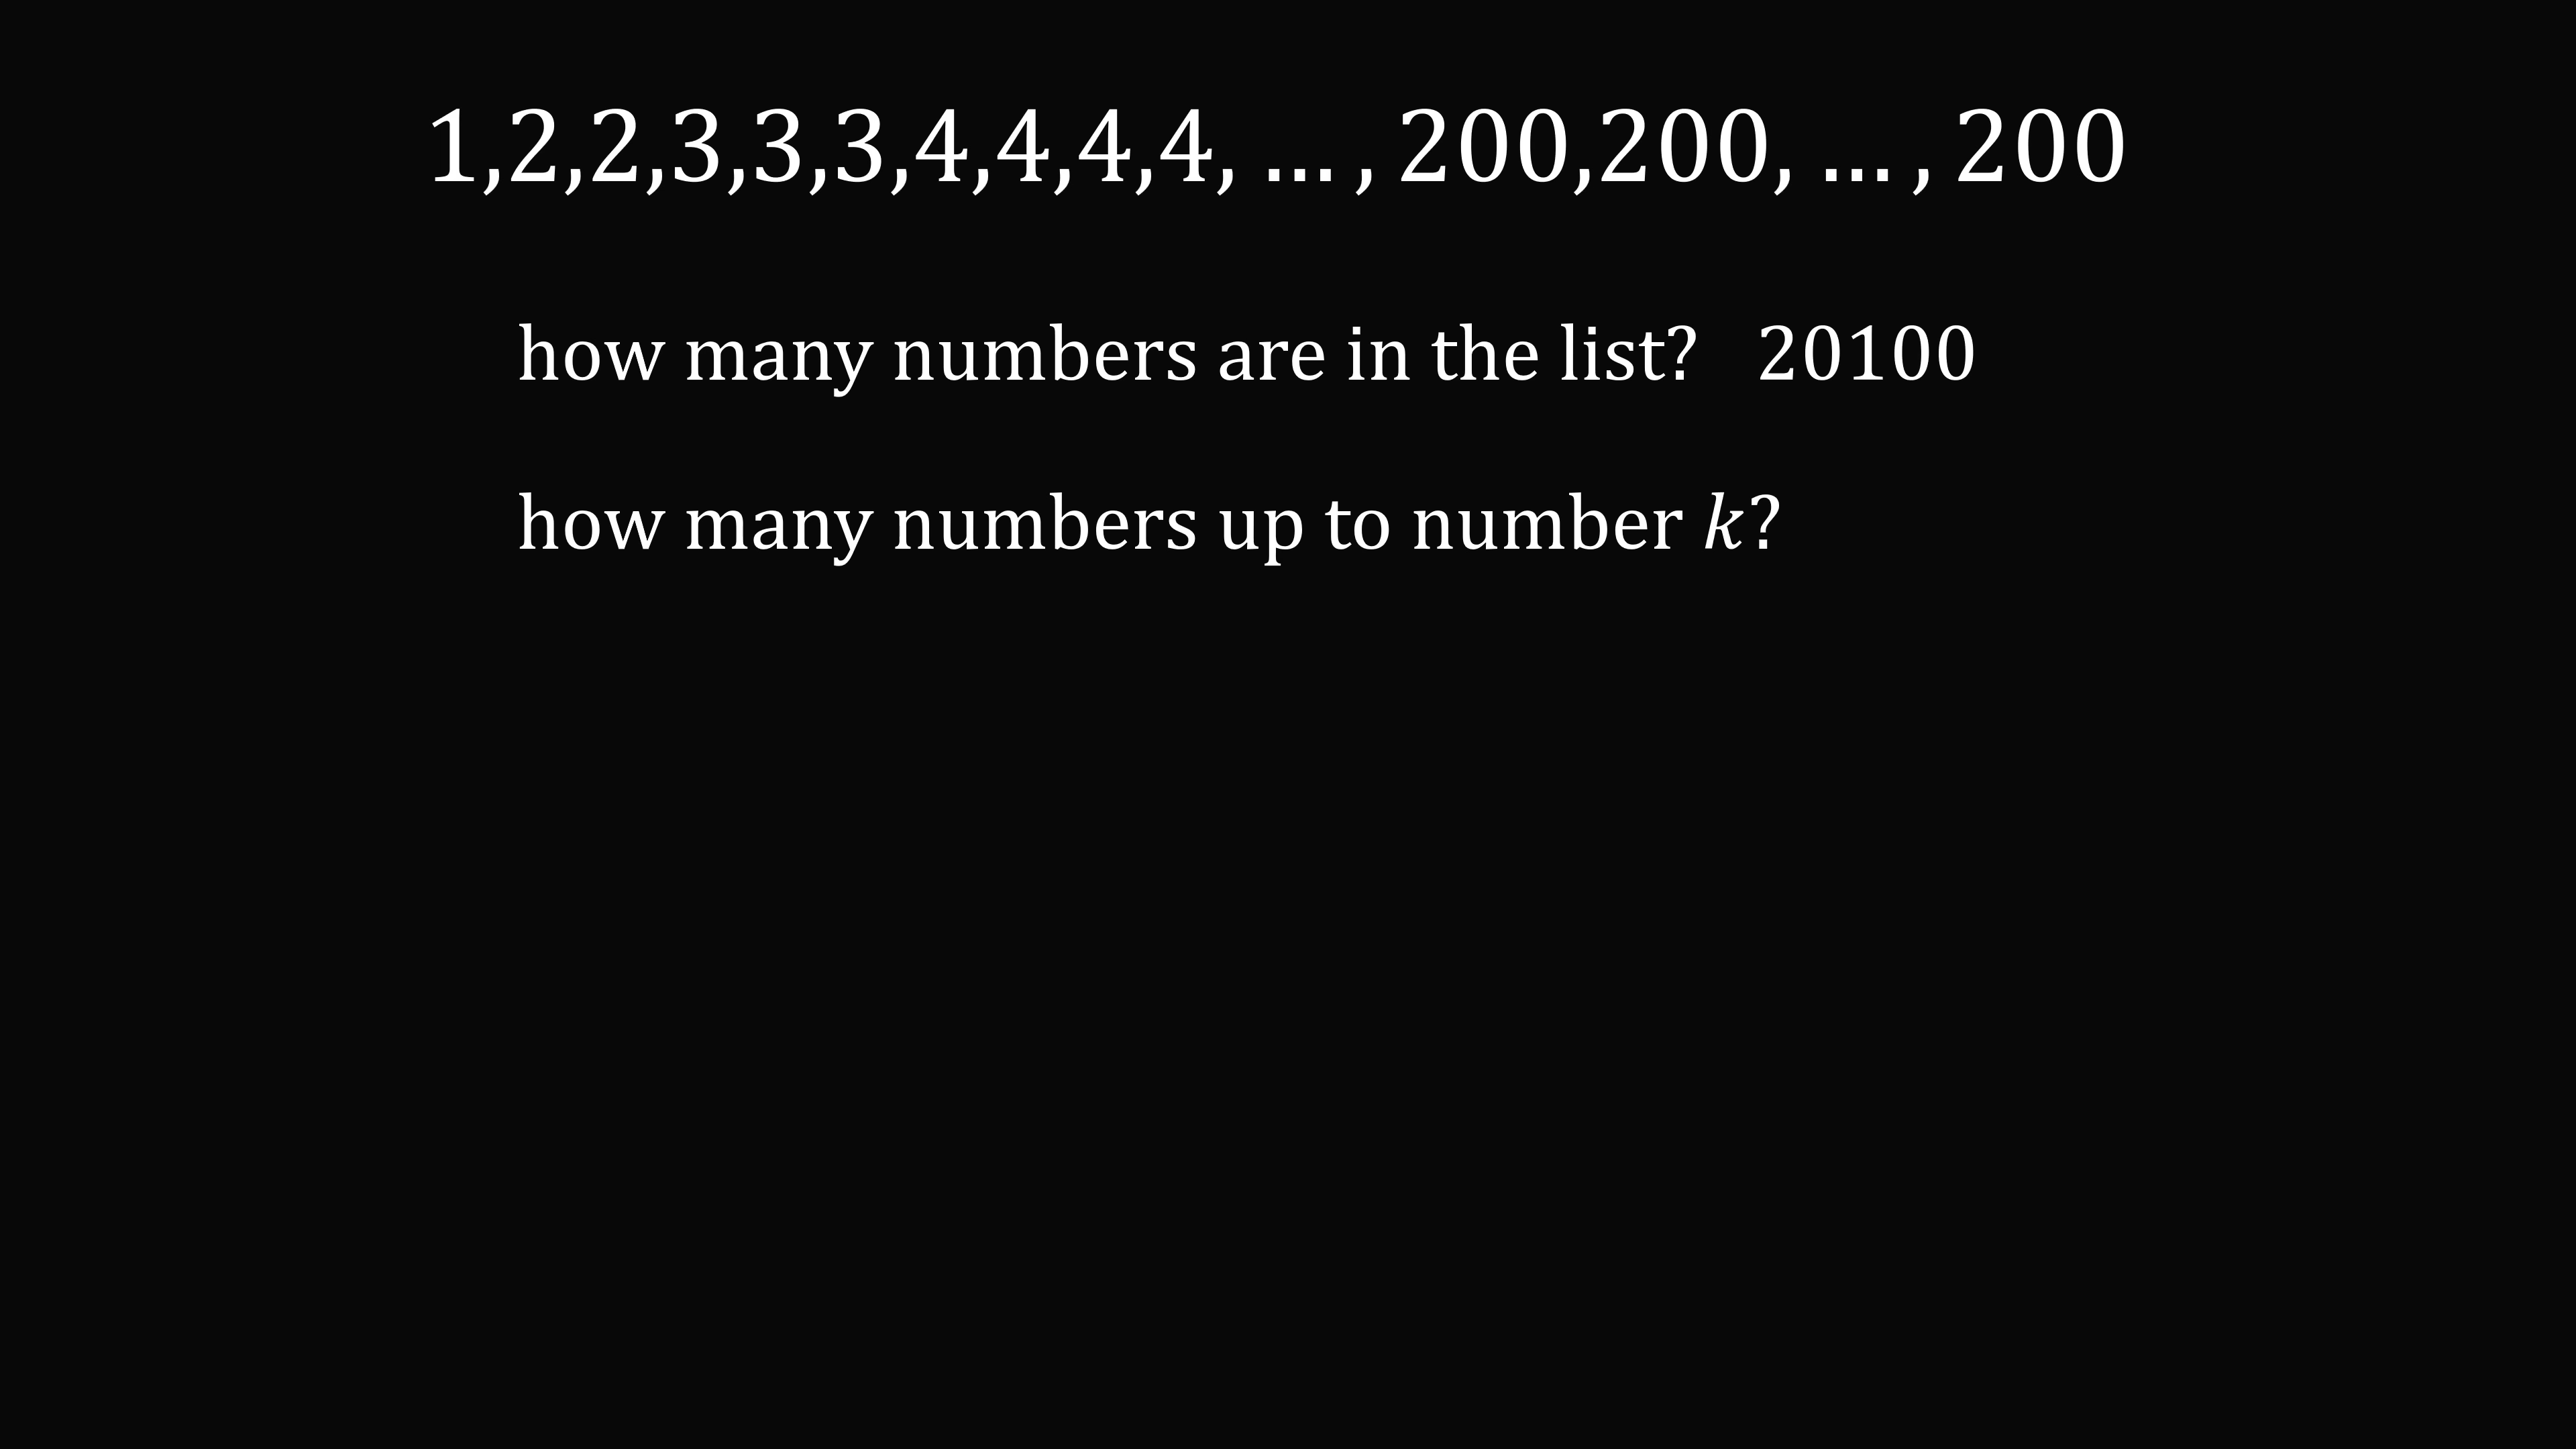 1,2,2,3,3,3,4,4,4,4, … , 200,200, … , 200
how many numbers are in the list? 20100
how many numbers up to number k?